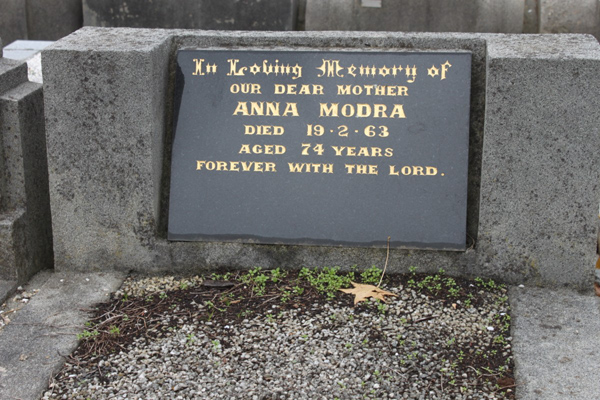 In Loving Memory of
OUR DEAR MOTHER
ANNA MODRA
DIED 19·2·63
AGED 74 YEARS
FOREVER WITH THE LORD.